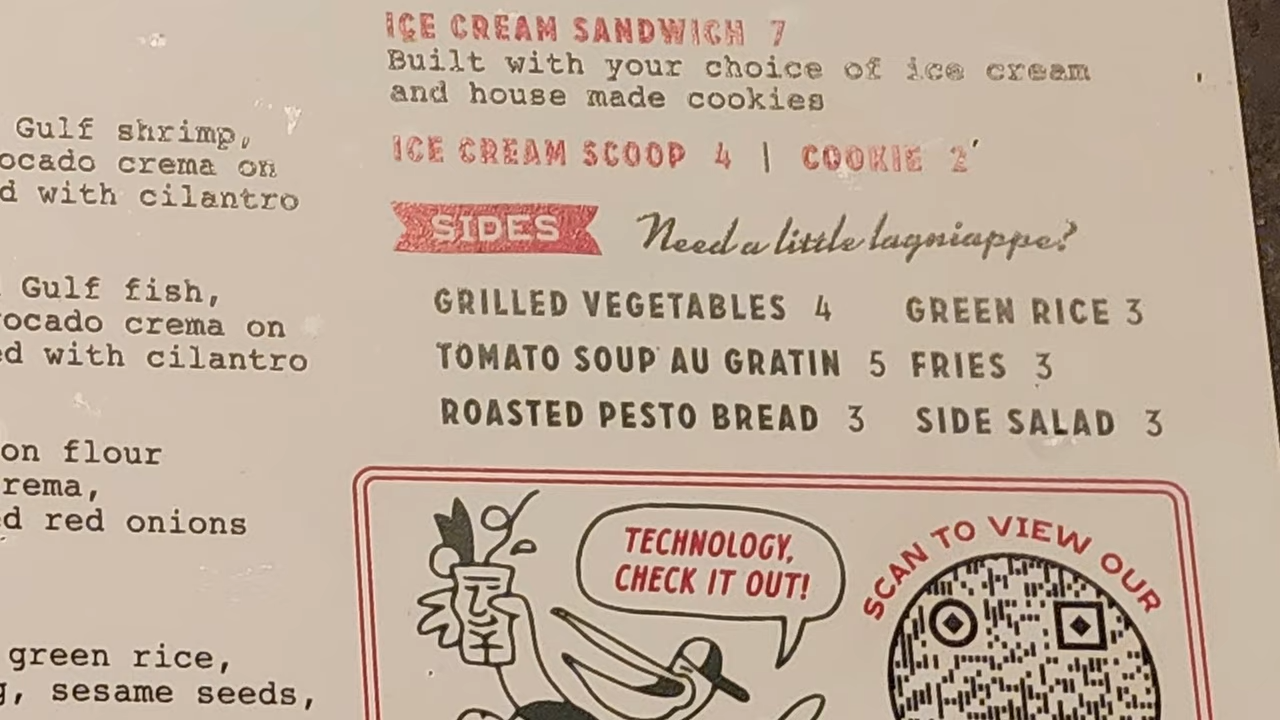 Gulf shrimp,
ocado crema on
d with cilantro
Gulf fish,
ocado crema on
ed with cilantro
on flour
rema,
ed red onions
green rice,
g, sesame seeds,
ICE CREAM SANDWICH 7
Built with your choice of ice cream
and house made cookies
ICE CREAM SCOOP 4 | COOKIE 2
SIDES Need a little lagniappe?
GRILLED VEGETABLES 4 GREEN RICE 3
TOMATO SOUP AU GRATIN 5 FRIES 3
ROASTED PESTO BREAD 3 SIDE SALAD 3
TECHNOLOGY,
CHECK IT OUT!
SCAN TO VIEW OUR